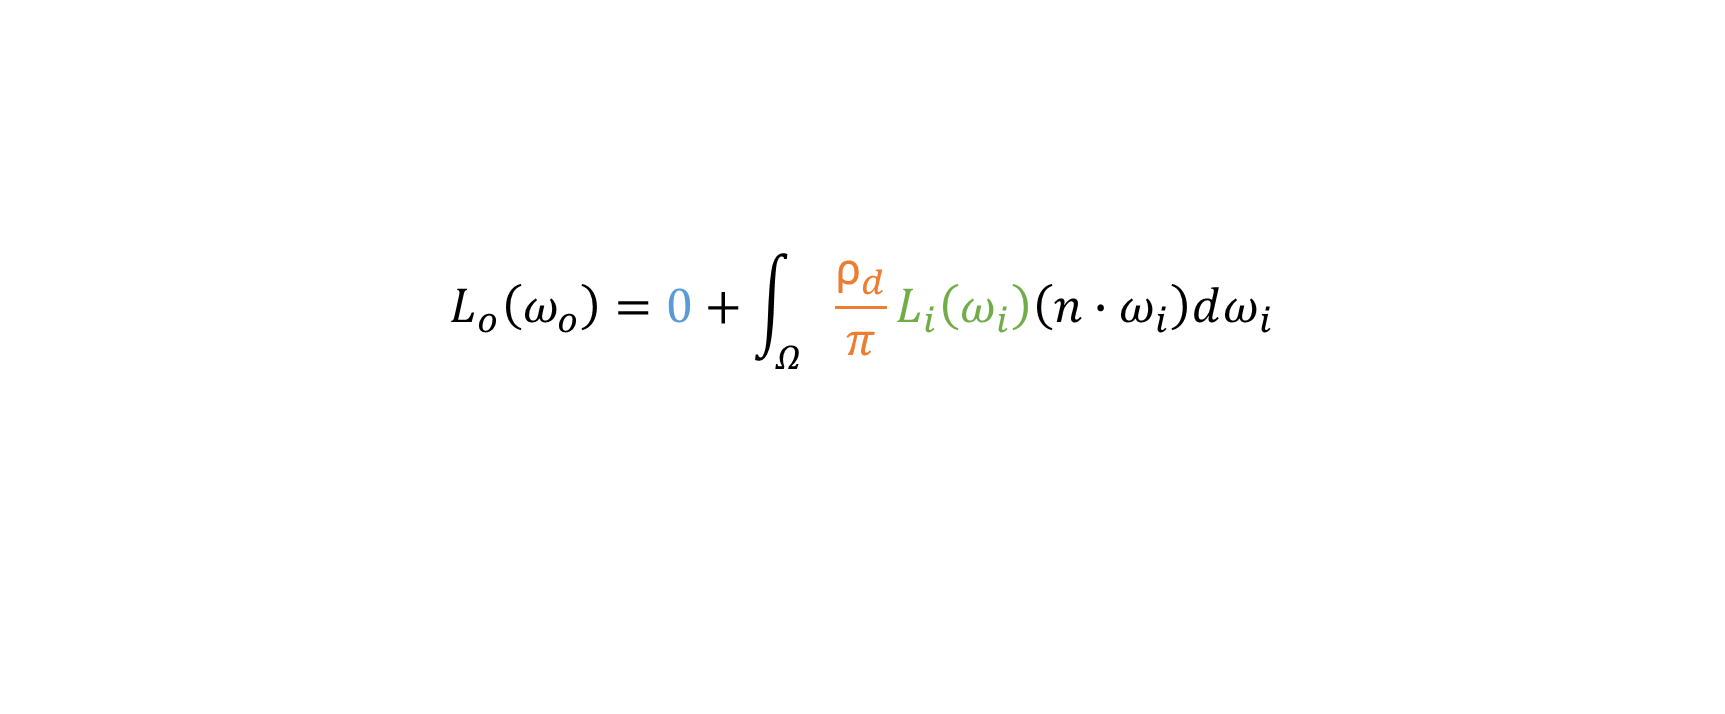 L_o(ω_o) = 0 + ∫_Ω ρ_d/π L_i(ω_i)(n · ω_i)dω_i